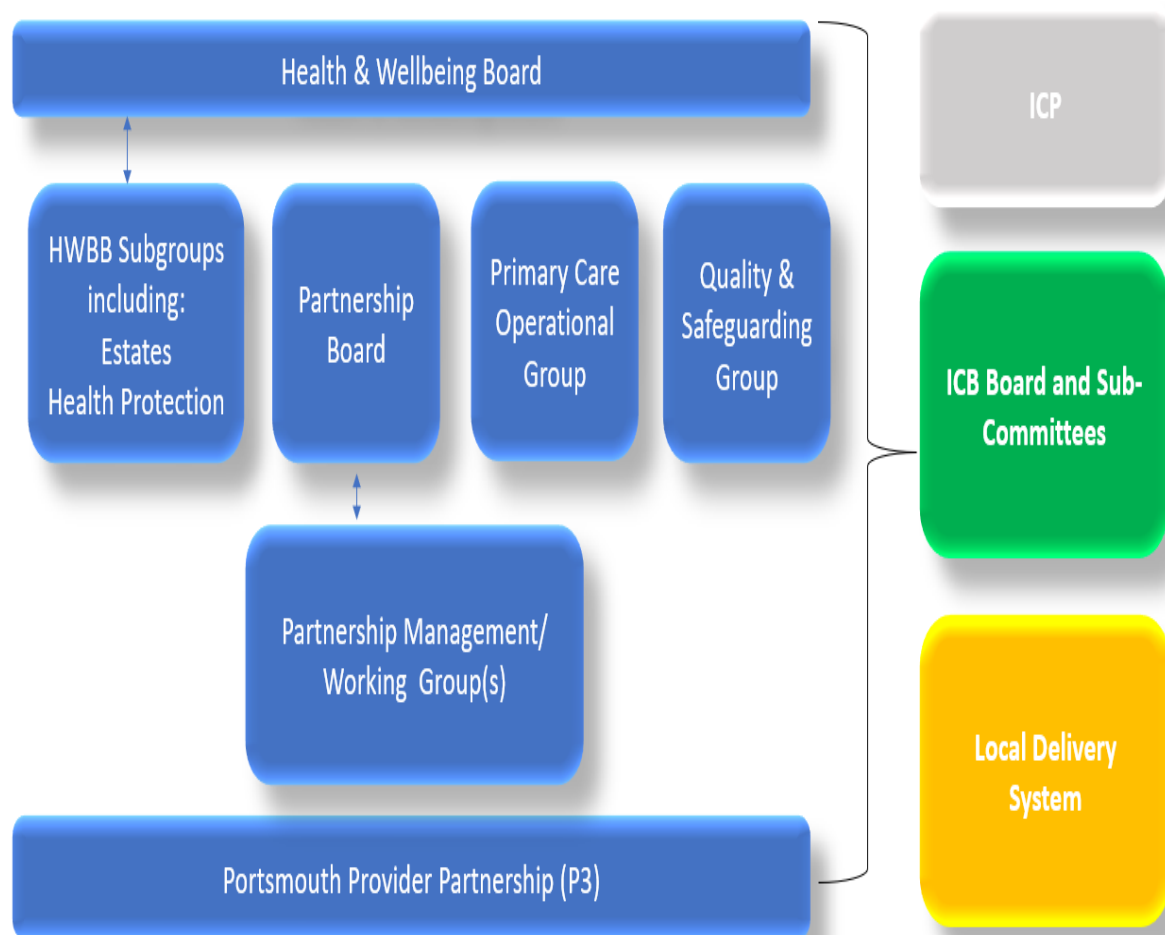 Health & Wellbeing Board
HWBB Subgroups
including:
Estates
Health Protection
Partnership
Board
Primary Care
Operational
Group
Quality &
Safeguarding
Group
Partnership Management/
Working Group(s)
Portsmouth Provider Partnership (P3)
ICP
ICB Board and Sub-
Committees
Local Delivery
System